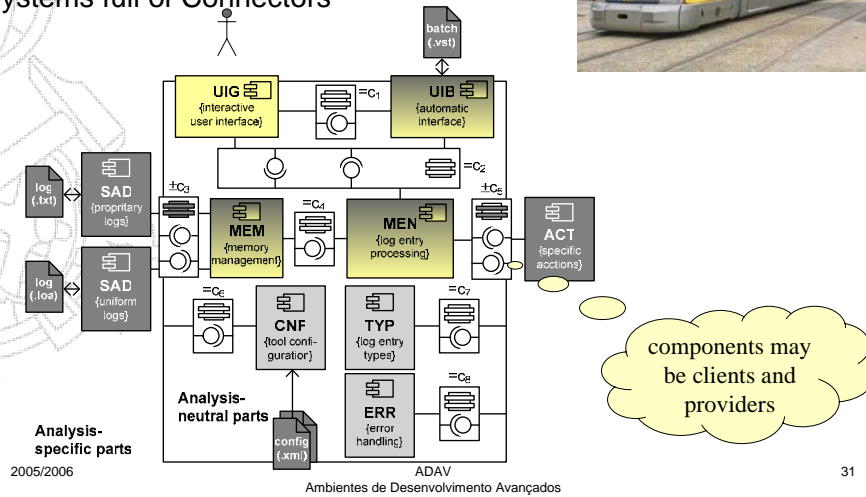 Systems full of Connectors
batch
(.vst)
UIG
{interactive
user interface}
=c1
UIB
{automatic
interface}
=c2
log
(.txt)
SAD
{propritary
logs}
±c3
MEM
{memory
management}
=c4
MEN
{log entry
processing}
±c5
ACT
{specific
acctions}
log
(.loa)
SAD
{uniform
logs}
=c6
CNF
{tool confi-
guration}
TYP
{log entry
types}
=c7
components may
be clients and
providers
Analysis-
neutral parts
ERR
{error
handling}
=c8
config
(.xml)
Analysis-
specific parts
2005/2006
ADAV
Ambientes de Desenvolvimento Avançados
31